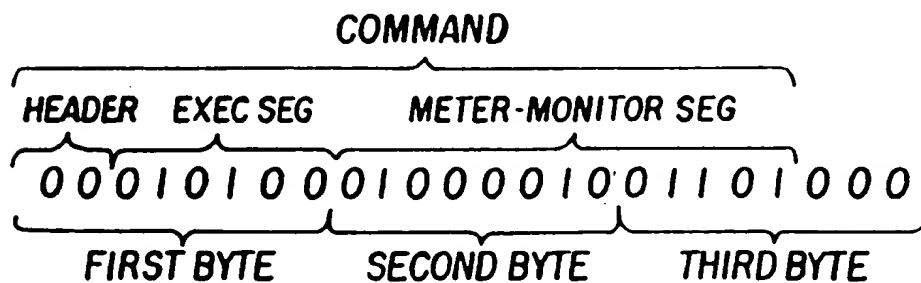 COMMAND
HEADER EXEC SEG METER-MONITOR SEG
0 0 0 1 0 1 0 0 0 1 0 0 0 0 1 0 0 1 1 0 1 0 0 0
FIRST BYTE SECOND BYTE THIRD BYTE